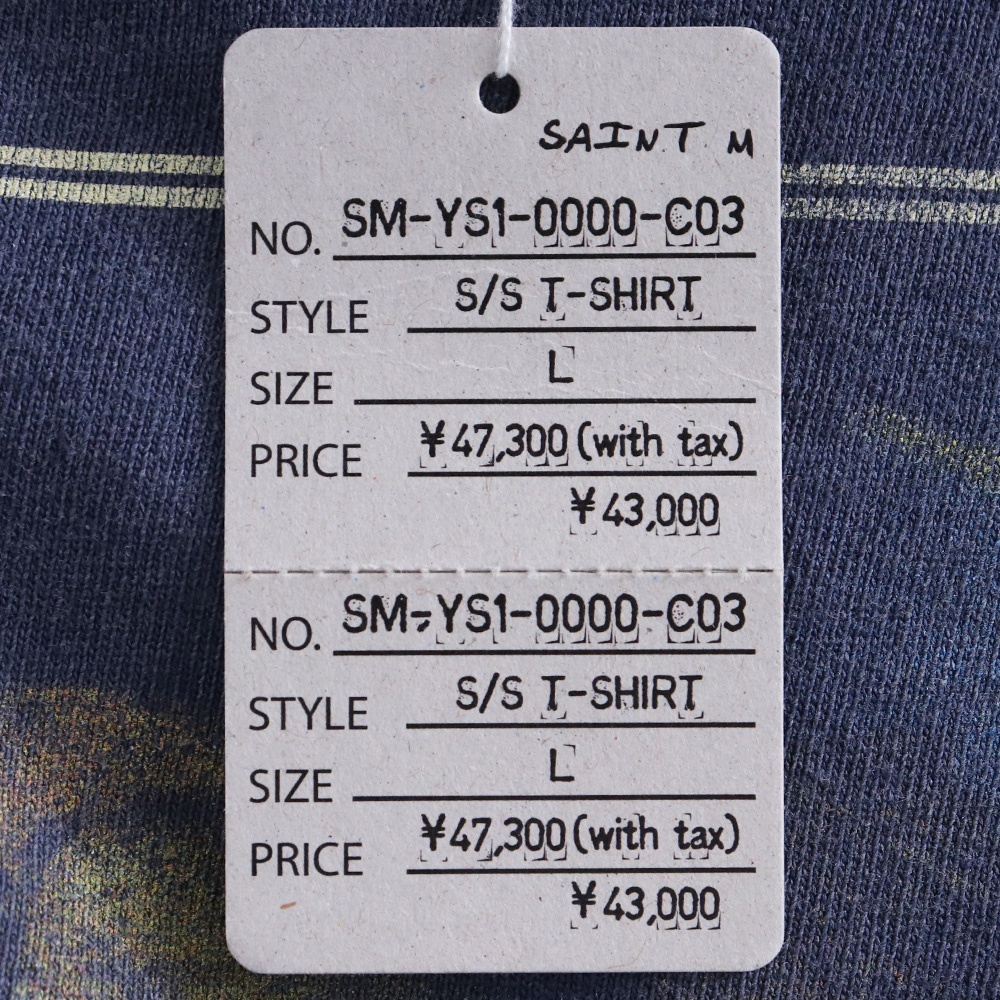 SAINT M
NO. SM-YS1-0000-C03
STYLE S/S T-SHIRT
SIZE L
PRICE ¥47,300(with tax)
¥43,000
NO. SM-YS1-0000-C03
STYLE S/S T-SHIRT
SIZE L
PRICE ¥47,300(with tax)
¥43,000